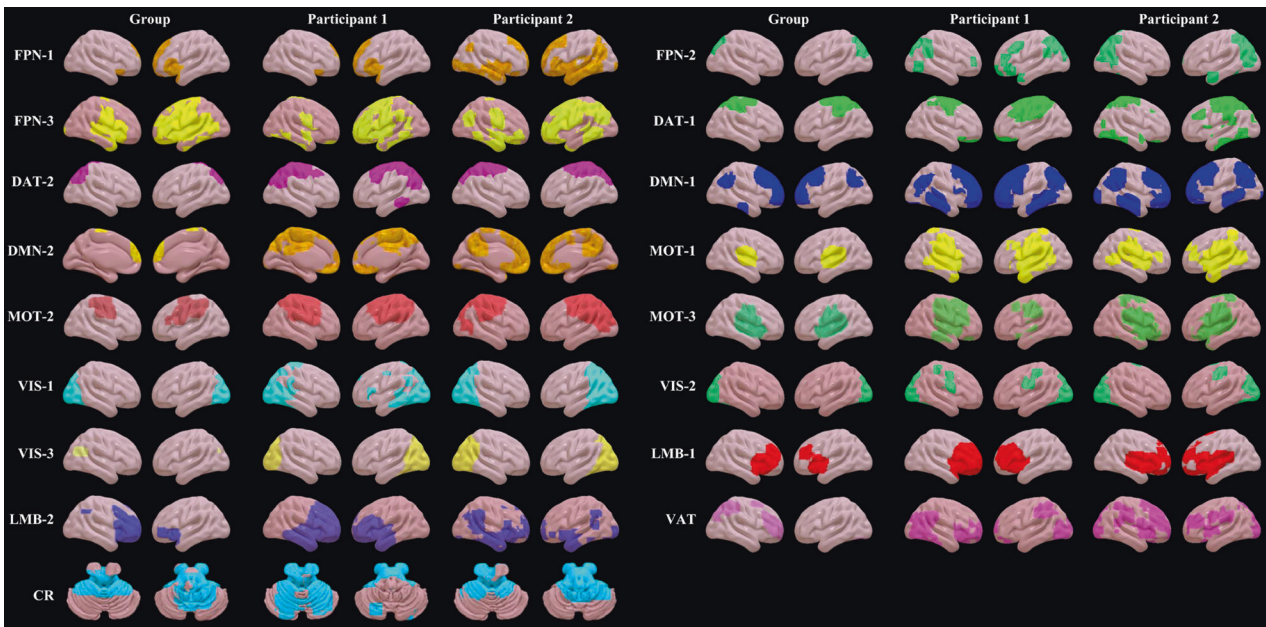 Group Participant 1 Participant 2 Group Participant 1 Participant 2
FPN-1 FPN-2
FPN-3 DAT-1
DAT-2 DMN-1
DMN-2 MOT-1
MOT-2 MOT-3
VIS-1 VIS-2
VIS-3 LMB-1
LMB-2 VAT
CR